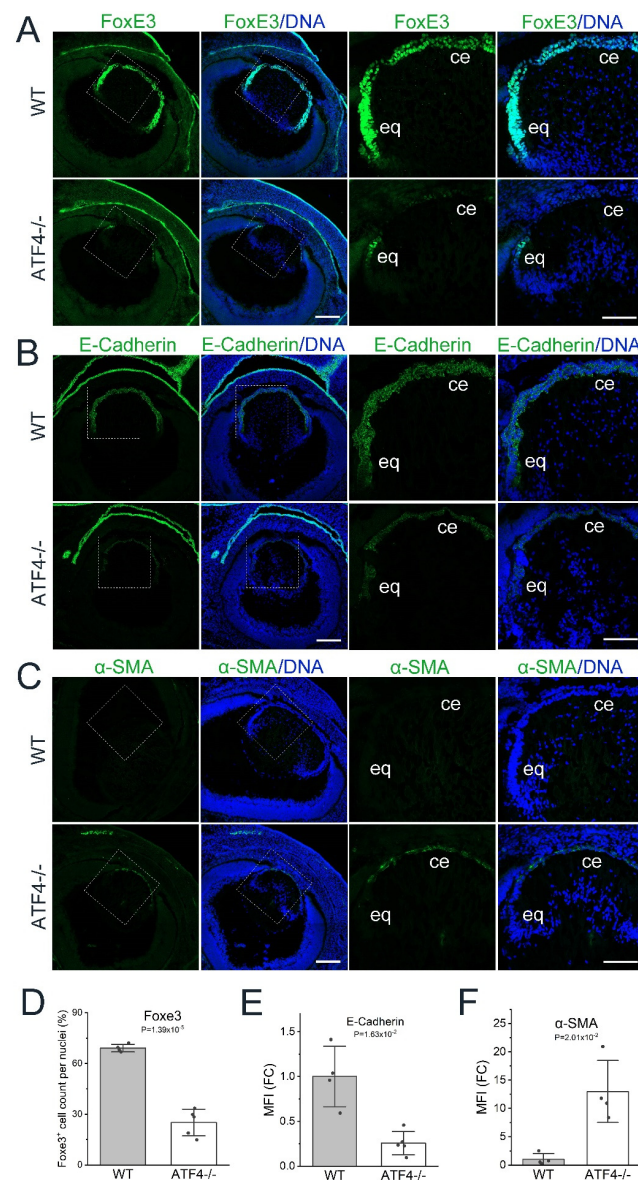 A
FoxE3 FoxE3/DNA FoxE3 FoxE3/DNA
WT
ce ce
eq eq
ATF4-/-
ce ce
eq eq
B
E-Cadherin E-Cadherin/DNA E-Cadherin E-Cadherin/DNA
WT
ce ce
eq eq
ATF4-/-
ce ce
eq eq
C
α-SMA α-SMA/DNA α-SMA α-SMA/DNA
WT
ce ce
eq eq
ATF4-/-
ce ce
eq eq
D
Foxe3
P=1.39x10⁻⁵
Foxe3⁺ cell count per nuclei (%)
90
60
30
0
WT ATF4-/-
E
E-Cadherin
P=1.63x10⁻²
MFI (FC)
1.5
1.0
0.5
0.0
WT ATF4-/-
F
α-SMA
P=2.01x10⁻²
MFI (FC)
25
20
15
10
5
0
WT ATF4-/-